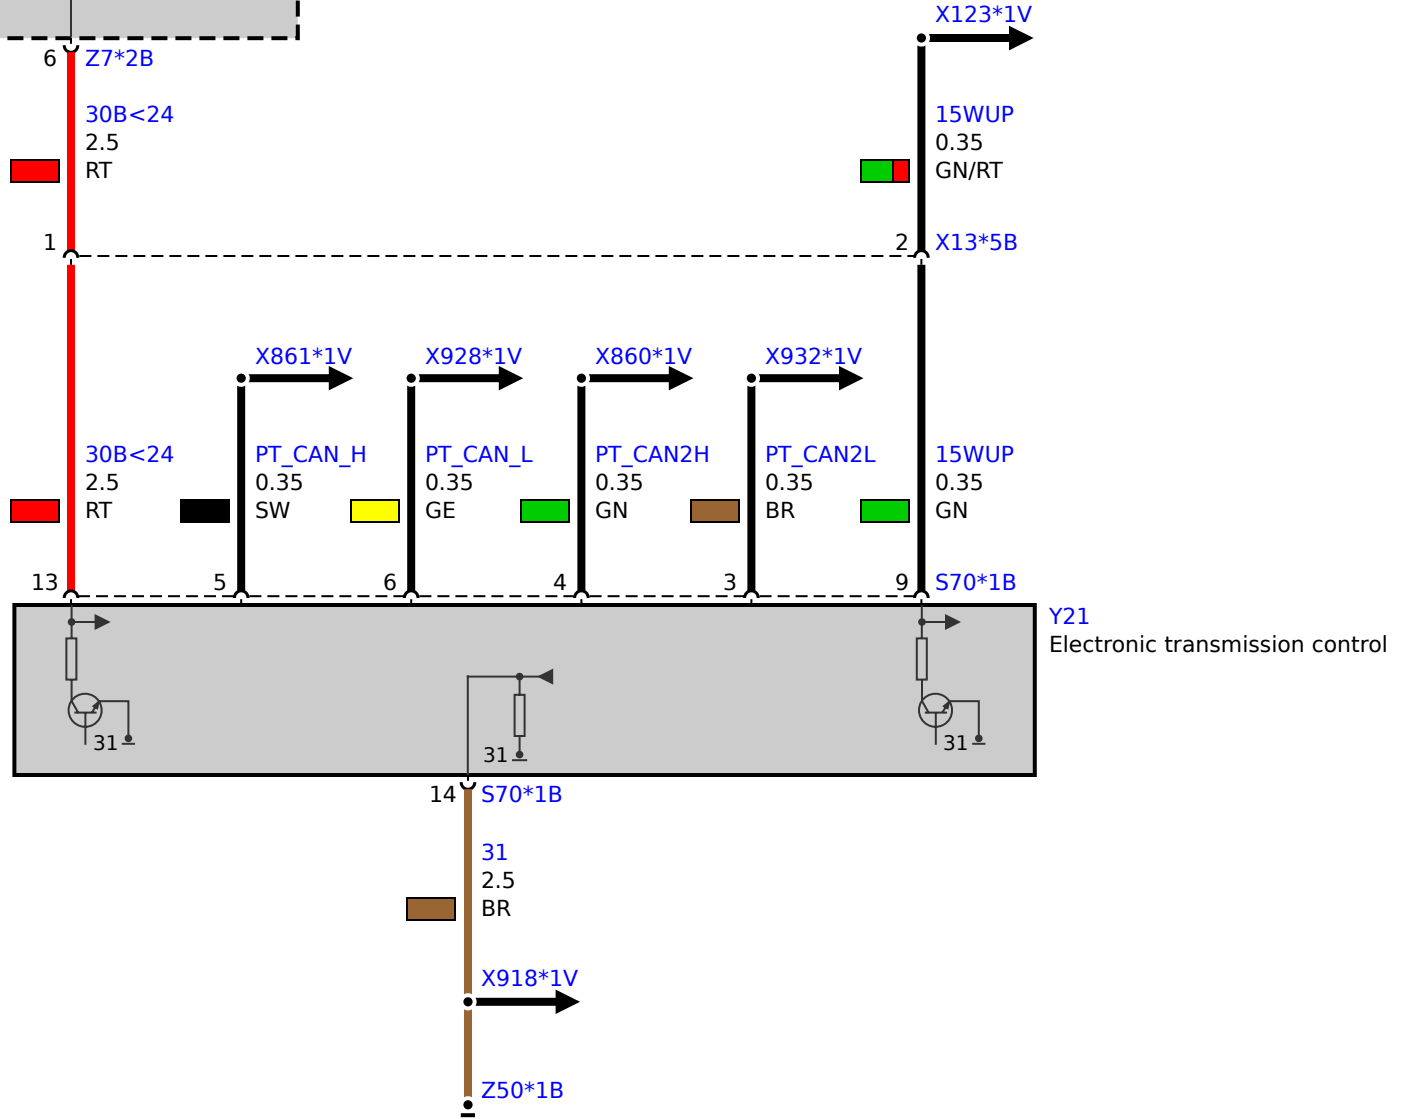 X123*1V
6 Z7*2B
30B<24
2.5
RT
15WUP
0.35
GN/RT
1
2 X13*5B
X861*1V
X928*1V
X860*1V
X932*1V
30B<24
2.5
RT
PT_CAN_H
0.35
SW
PT_CAN_L
0.35
GE
PT_CAN2H
0.35
GN
PT_CAN2L
0.35
BR
15WUP
0.35
GN
13
5
6
4
3
9 S70*1B
Y21
Electronic transmission control
31
31
31
14 S70*1B
31
2.5
BR
X918*1V
Z50*1B